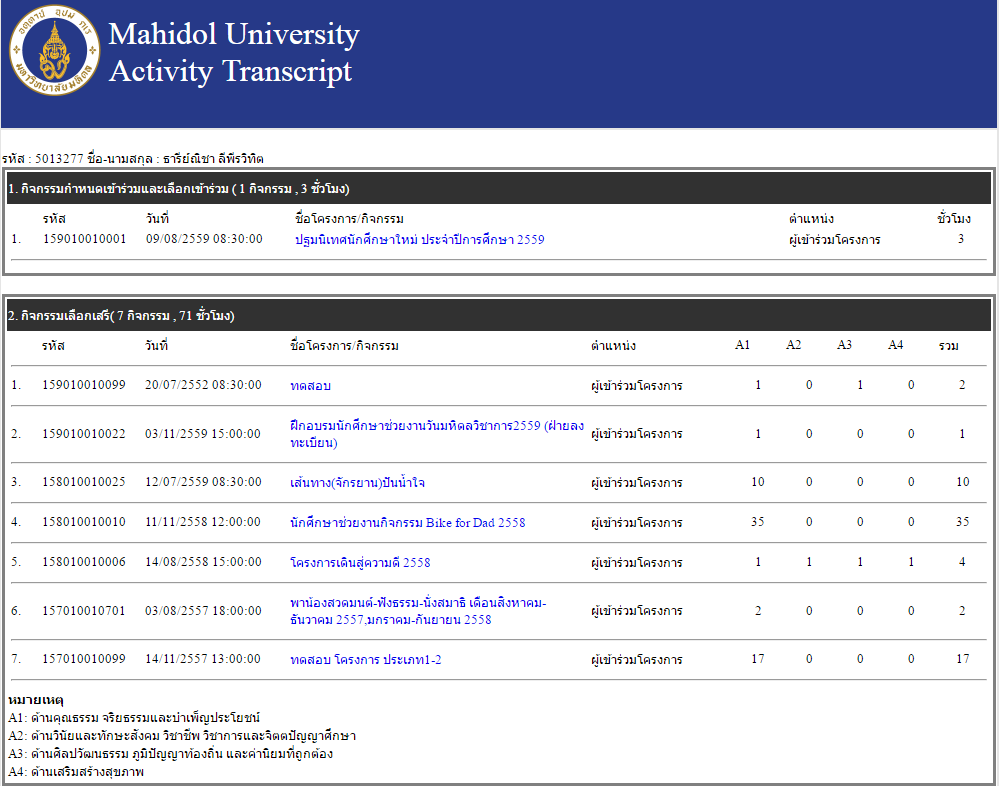 อตฺตานํ อุปมํ กเร
มหาวิทยาลัยมหิดล
Mahidol University
Activity Transcript
รหัส : 5013277 ชื่อ-นามสกุล : ธารีย์ณิชา ลีพีรวิทิต
1. กิจกรรมกำหนดเข้าร่วมและเลือกเข้าร่วม ( 1 กิจกรรม , 3 ชั่วโมง)
รหัส วันที่ ชื่อโครงการ/กิจกรรม ตำแหน่ง ชั่วโมง
1. 159010010001 09/08/2559 08:30:00 ปฐมนิเทศนักศึกษาใหม่ ประจำปีการศึกษา 2559 ผู้เข้าร่วมโครงการ 3
2. กิจกรรมเลือกเสรี( 7 กิจกรรม , 71 ชั่วโมง)
รหัส วันที่ ชื่อโครงการ/กิจกรรม ตำแหน่ง A1 A2 A3 A4 รวม
1. 159010010099 20/07/2552 08:30:00 ทดสอบ ผู้เข้าร่วมโครงการ 1 0 1 0 2
2. 159010010022 03/11/2559 15:00:00 ฝึกอบรมนักศึกษาช่วยงานวันมหิดลวิชาการ2559 (ฝ่ายลง
ทะเบียน) ผู้เข้าร่วมโครงการ 1 0 0 0 1
3. 158010010025 12/07/2559 08:30:00 เส้นทาง(จักรยาน)ปันน้ำใจ ผู้เข้าร่วมโครงการ 10 0 0 0 10
4. 158010010010 11/11/2558 12:00:00 นักศึกษาช่วยงานกิจกรรม Bike for Dad 2558 ผู้เข้าร่วมโครงการ 35 0 0 0 35
5. 158010010006 14/08/2558 15:00:00 โครงการเดินสู่ความดี 2558 ผู้เข้าร่วมโครงการ 1 1 1 1 4
6. 157010010701 03/08/2557 18:00:00 พาน้องสวดมนต์-ฟังธรรม-นั่งสมาธิ เดือนสิงหาคม-
ธันวาคม 2557,มกราคม-กันยายน 2558 ผู้เข้าร่วมโครงการ 2 0 0 0 2
7. 157010010099 14/11/2557 13:00:00 ทดสอบ โครงการ ประเภท1-2 ผู้เข้าร่วมโครงการ 17 0 0 0 17
หมายเหตุ
A1: ด้านคุณธรรม จริยธรรมและบำเพ็ญประโยชน์
A2: ด้านวินัยและทักษะสังคม วิชาชีพ วิชาการและจิตตปัญญาศึกษา
A3: ด้านศิลปวัฒนธรรม ภูมิปัญญาท้องถิ่น และค่านิยมที่ถูกต้อง
A4: ด้านเสริมสร้างสุขภาพ